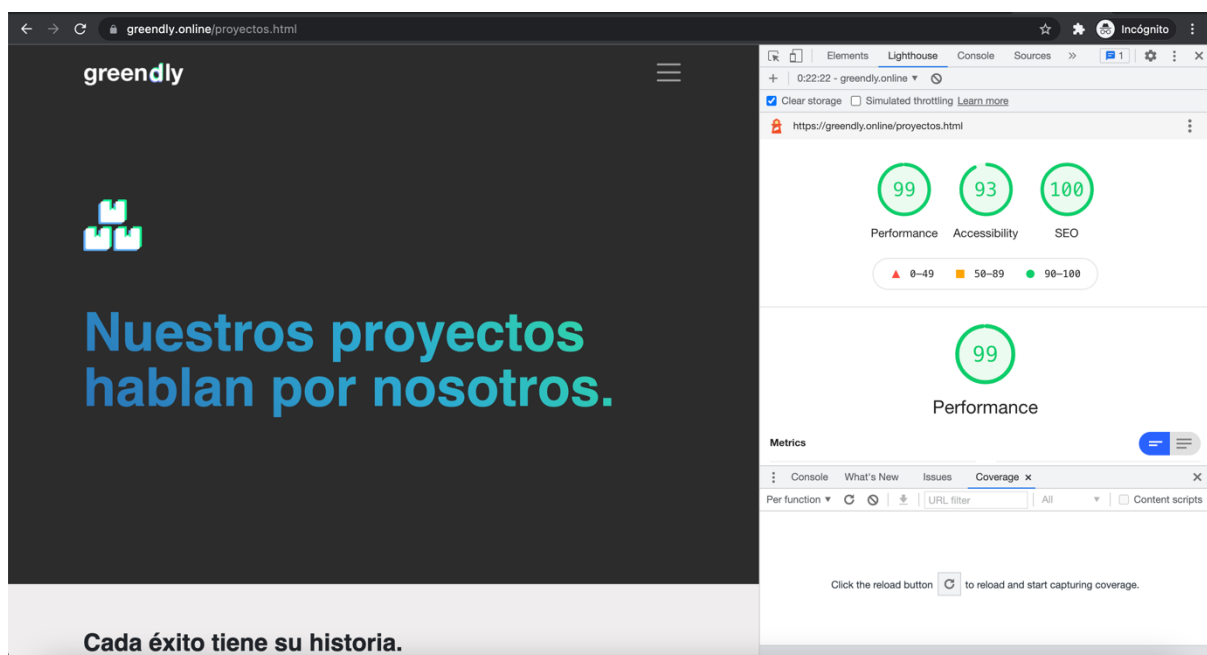 greendly.online/proyectos.html
Incógnito
greendly
Nuestros proyectos
hablan por nosotros.
Cada éxito tiene su historia.
Elements Lighthouse Console Sources » 1
+ 0:22:22 - greendly.online ▼
Clear storage Simulated throttling Learn more
https://greendly.online/proyectos.html
99 93 100
Performance Accessibility SEO
0–49 50–89 90–100
99
Performance
Metrics
Console What's New Issues Coverage ×
Per function ▼ URL filter All ▼ Content scripts
Click the reload button to reload and start capturing coverage.